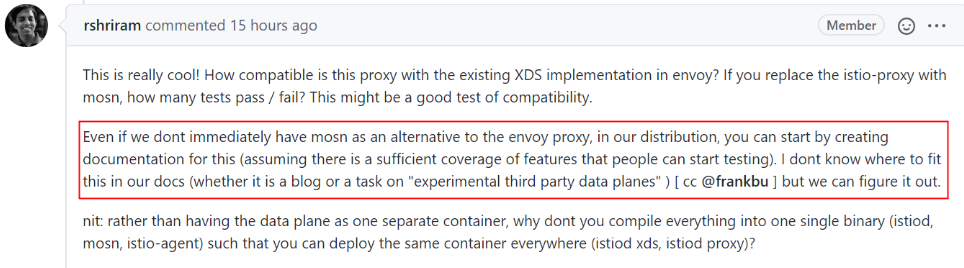 rshriram commented 15 hours ago Member
This is really cool! How compatible is this proxy with the existing XDS implementation in envoy? If you replace the istio-proxy with
mosn, how many tests pass / fail? This might be a good test of compatibility.
Even if we dont immediately have mosn as an alternative to the envoy proxy, in our distribution, you can start by creating
documentation for this (assuming there is a sufficient coverage of features that people can start testing). I dont know where to fit
this in our docs (whether it is a blog or a task on "experimental third party data planes" ) [ cc @frankbu ] but we can figure it out.
nit: rather than having the data plane as one separate container, why dont you compile everything into one single binary (istiod,
mosn, istio-agent) such that you can deploy the same container everywhere (istiod xds, istiod proxy)?